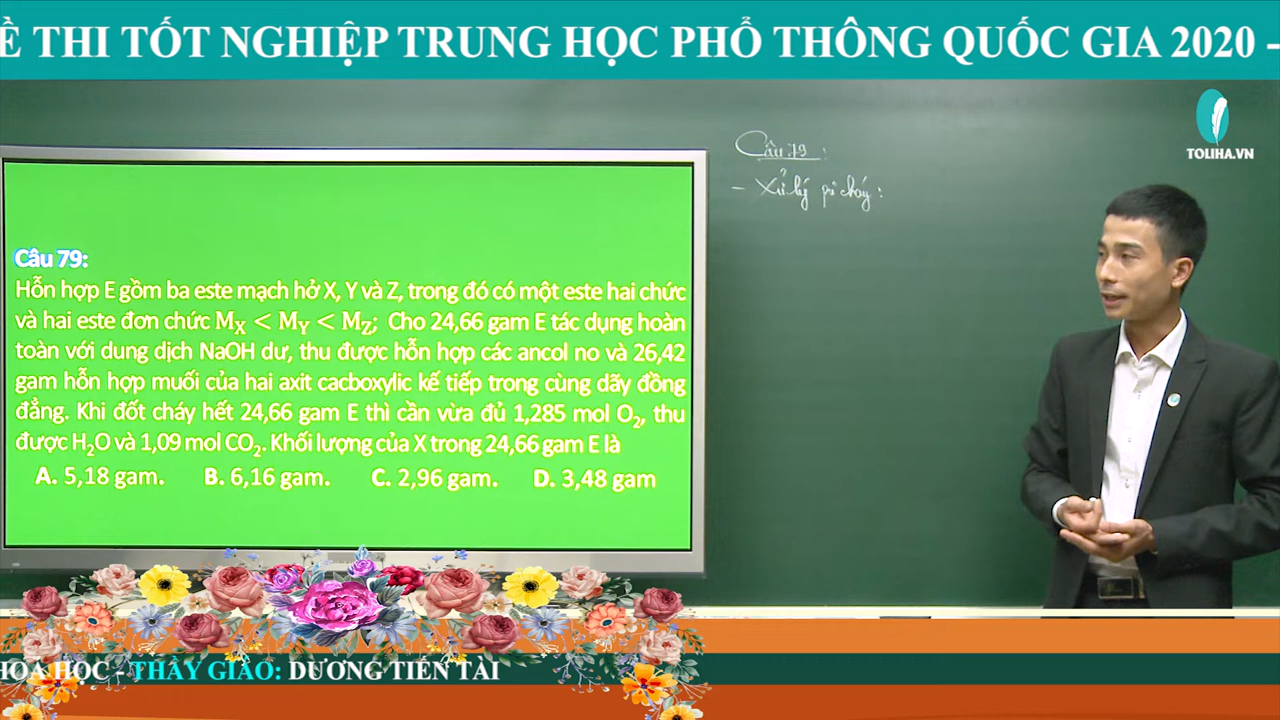 Ề THI TỐT NGHIỆP TRUNG HỌC PHỔ THÔNG QUỐC GIA 2020 -
TOLIHA.VN
Câu 79:
- Xử lý pứ cháy:
Câu 79:
Hỗn hợp E gồm ba este mạch hở X, Y và Z, trong đó có một este hai chức
và hai este đơn chức M_X < M_Y < M_Z; Cho 24,66 gam E tác dụng hoàn
toàn với dung dịch NaOH dư, thu được hỗn hợp các ancol no và 26,42
gam hỗn hợp muối của hai axit cacboxylic kế tiếp trong cùng dãy đồng
đẳng. Khi đốt cháy hết 24,66 gam E thì cần vừa đủ 1,285 mol O₂, thu
được H₂O và 1,09 mol CO₂. Khối lượng của X trong 24,66 gam E là
A. 5,18 gam. B. 6,16 gam. C. 2,96 gam. D. 3,48 gam
HOÁ HỌC - THẦY GIÁO: DƯƠNG TIẾN TÀI